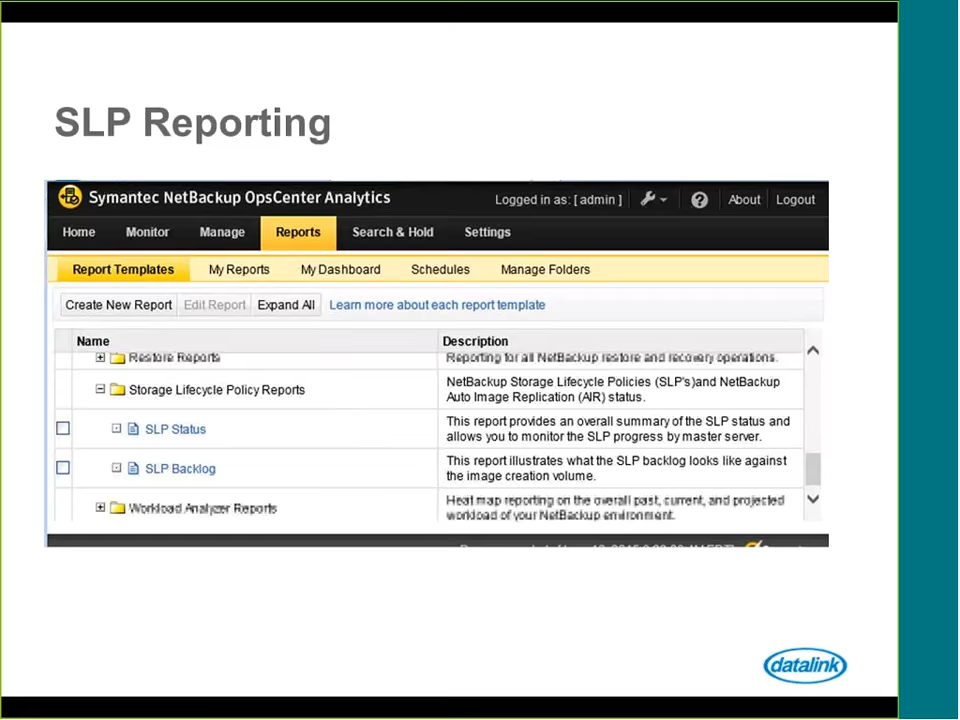 SLP Reporting
Symantec NetBackup OpsCenter Analytics
Logged in as: [ admin ]
About
Logout
Home
Monitor
Manage
Reports
Search & Hold
Settings
Report Templates
My Reports
My Dashboard
Schedules
Manage Folders
Create New Report
Edit Report
Expand All
Learn more about each report template
Name
Description
Restore Reports
Reporting for all NetBackup restore and recovery operations.
Storage Lifecycle Policy Reports
NetBackup Storage Lifecycle Policies (SLP's)and NetBackup
Auto Image Replication (AIR) status.
SLP Status
This report provides an overall summary of the SLP status and
allows you to monitor the SLP progress by master server.
SLP Backlog
This report illustrates what the SLP backlog looks like against
the image creation volume.
Workload Analyzer Reports
Heat map reporting on the overall past, current, and projected
workload of your NetBackup environment.
datalink